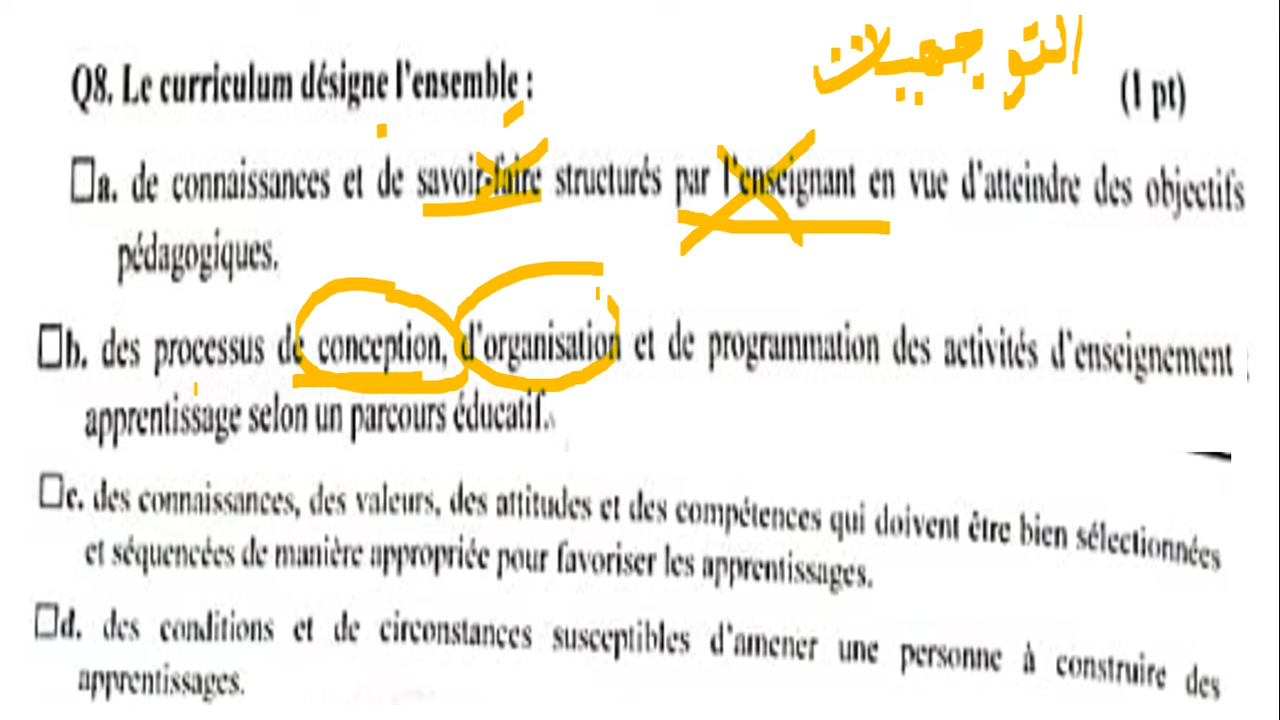 التوجهيات
Q8. Le curriculum désigne l'ensemble : (1 pt)
□a. de connaissances et de savoir-faire structurés par l'enseignant en vue d'atteindre des objectifs
pédagogiques.
□b. des processus de conception, d'organisation et de programmation des activités d'enseignement
apprentissage selon un parcours éducatif.
□c. des connaissances, des valeurs, des attitudes et des compétences qui doivent être bien sélectionnées
et séquencées de manière appropriée pour favoriser les apprentissages.
□d. des conditions et de circonstances susceptibles d'amener une personne à construire des
apprentissages.